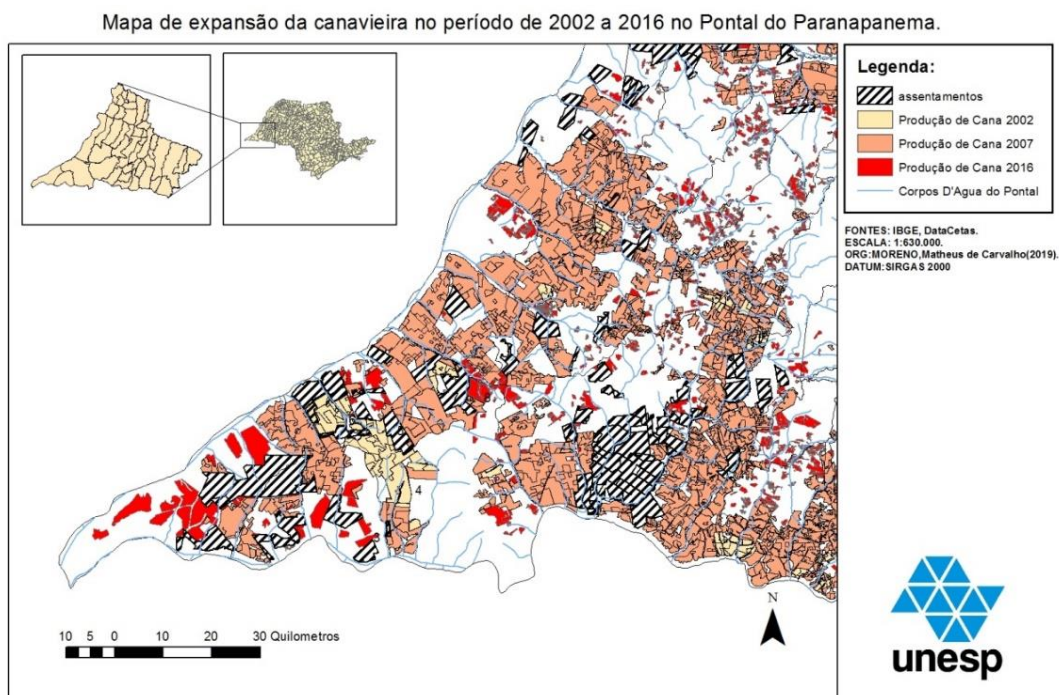 Mapa de expansão da canavieira no período de 2002 a 2016 no Pontal do Paranapanema.
Legenda:
assentamentos
Produção de Cana 2002
Produção de Cana 2007
Produção de Cana 2016
Corpos D'Agua do Pontal
FONTES: IBGE, DataCetas.
ESCALA: 1:630.000.
ORG:MORENO,Matheus de Carvalho(2019).
DATUM:SIRGAS 2000
4
N
10 5 0 10 20 30 Quilometros
unesp